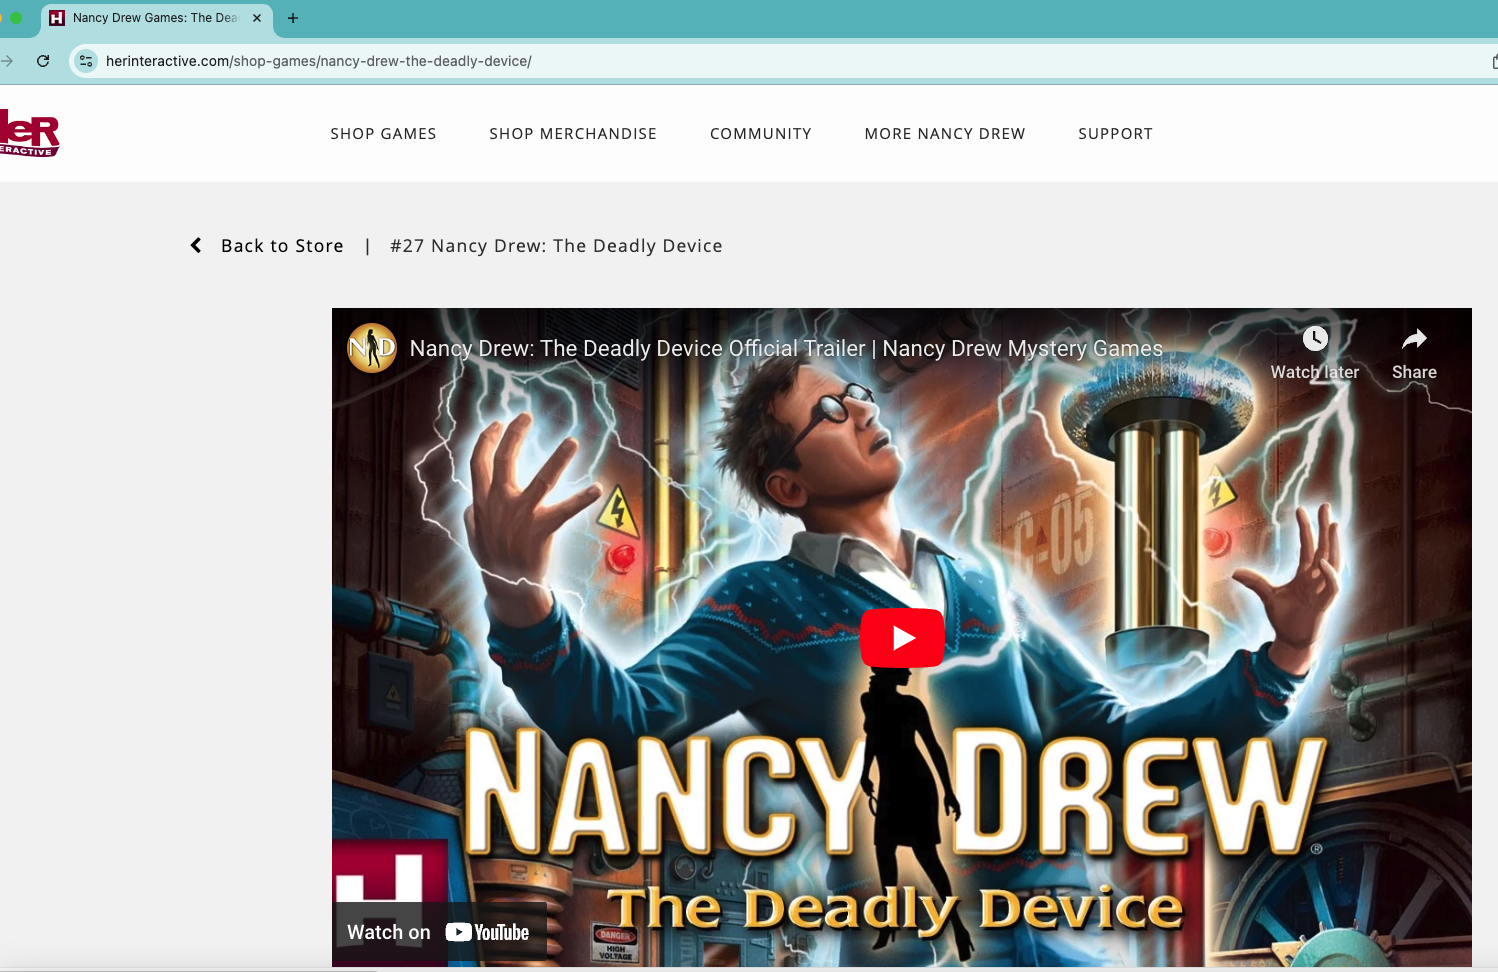 Nancy Drew Games: The Dea
herinteractive.com/shop-games/nancy-drew-the-deadly-device/
HeR
ERACTIVE
SHOP GAMES
SHOP MERCHANDISE
COMMUNITY
MORE NANCY DREW
SUPPORT
Back to Store | #27 Nancy Drew: The Deadly Device
ND
Nancy Drew: The Deadly Device Official Trailer | Nancy Drew Mystery Games
Watch later
Share
C-05
NANCY DREW®
The Deadly Device
H
Watch on YouTube
DANGER
HIGH
VOLTAGE